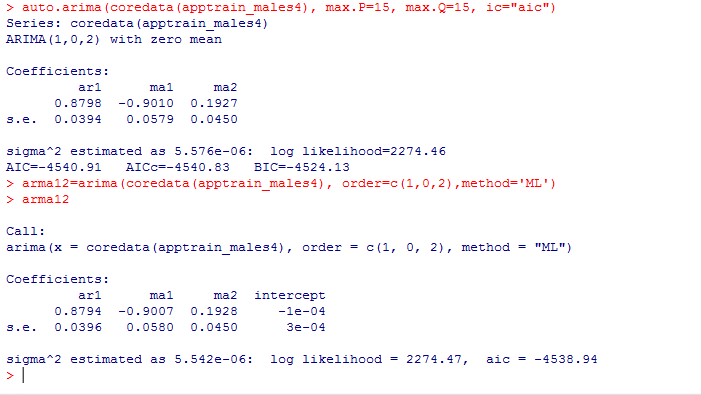 > auto.arima(coredata(apptrain_males4), max.P=15, max.Q=15, ic="aic")
Series: coredata(apptrain_males4)
ARIMA(1,0,2) with zero mean
Coefficients:
ar1 ma1 ma2
0.8798 -0.9010 0.1927
s.e. 0.0394 0.0579 0.0450
sigma^2 estimated as 5.576e-06: log likelihood=2274.46
AIC=-4540.91 AICc=-4540.83 BIC=-4524.13
> arma12=arima(coredata(apptrain_males4), order=c(1,0,2),method='ML')
> arma12
Call:
arima(x = coredata(apptrain_males4), order = c(1, 0, 2), method = "ML")
Coefficients:
ar1 ma1 ma2 intercept
0.8794 -0.9007 0.1928 -1e-04
s.e. 0.0396 0.0580 0.0450 3e-04
sigma^2 estimated as 5.542e-06: log likelihood = 2274.47, aic = -4538.94
>